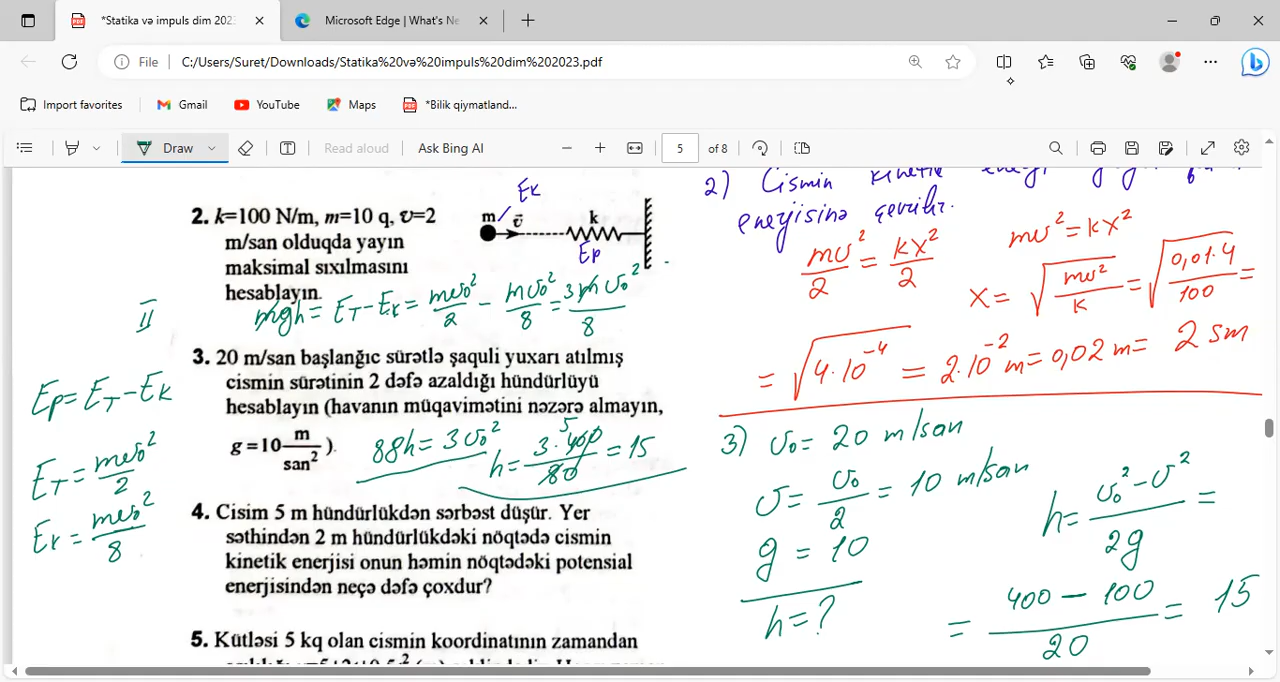 *Statika və impuls dim 202
Microsoft Edge | What's Ne
File
C:/Users/Suret/Downloads/Statika%20və%20impuls%20dim%202023.pdf
Import favorites
Gmail
YouTube
Maps
*Bilik qiymatland...
Draw
Read aloud
Ask Bing AI
5
of 8
2) Cismin kinetik
enerjisinə çevrilir.
2. k=100 N/m, m=10 q, υ=2
m/san olduqda yayın
maksimal sıxılmasını
hesablayın.
Ek
m
υ
k
Ep
mυ²/2 = kx²/2
mυ² = kx²
x = √(mυ²/k) = √(0,01·4/100) =
= √(4·10⁻⁴) = 2·10⁻² m = 0,02 m = 2 sm
II
mgh = ET – Ek = mυ₀²/2 – mυ₀²/8 = 3mυ₀²/8
3. 20 m/san başlanğıc sürətlə şaquli yuxarı atılmış
cismin sürətinin 2 dəfə azaldığı hündürlüyü
hesablayın (havanın müqavimətini nəzərə almayın,
g=10 m/san² ).
88h = 3υ₀²
h = 3·400/80 = 15
5
Ep = ET – Ek
ET = mυ₀²/2
Ek = mυ₀²/8
3) υ₀ = 20 m/san
υ = υ₀/2 = 10 m/san
g = 10
h = ?
h = υ₀² – υ²/2g =
= 400 – 100/20 = 15
4. Cisim 5 m hündürlükdən sərbəst düşür. Yer
səthindən 2 m hündürlükdəki nöqtədə cismin
kinetik enerjisi onun həmin nöqtədəki potensial
enerjisindən neçə dəfə çoxdur?
5. Kütləsi 5 kq olan cismin koordinatının zamandan